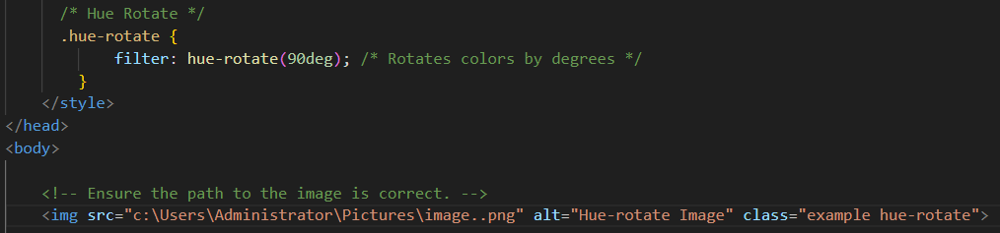 /* Hue Rotate */
.hue-rotate {
filter: hue-rotate(90deg); /* Rotates colors by degrees */
}
</style>
</head>
<body>
<!-- Ensure the path to the image is correct. -->
<img src="c:\Users\Administrator\Pictures\image..png" alt="Hue-rotate Image" class="example hue-rotate">